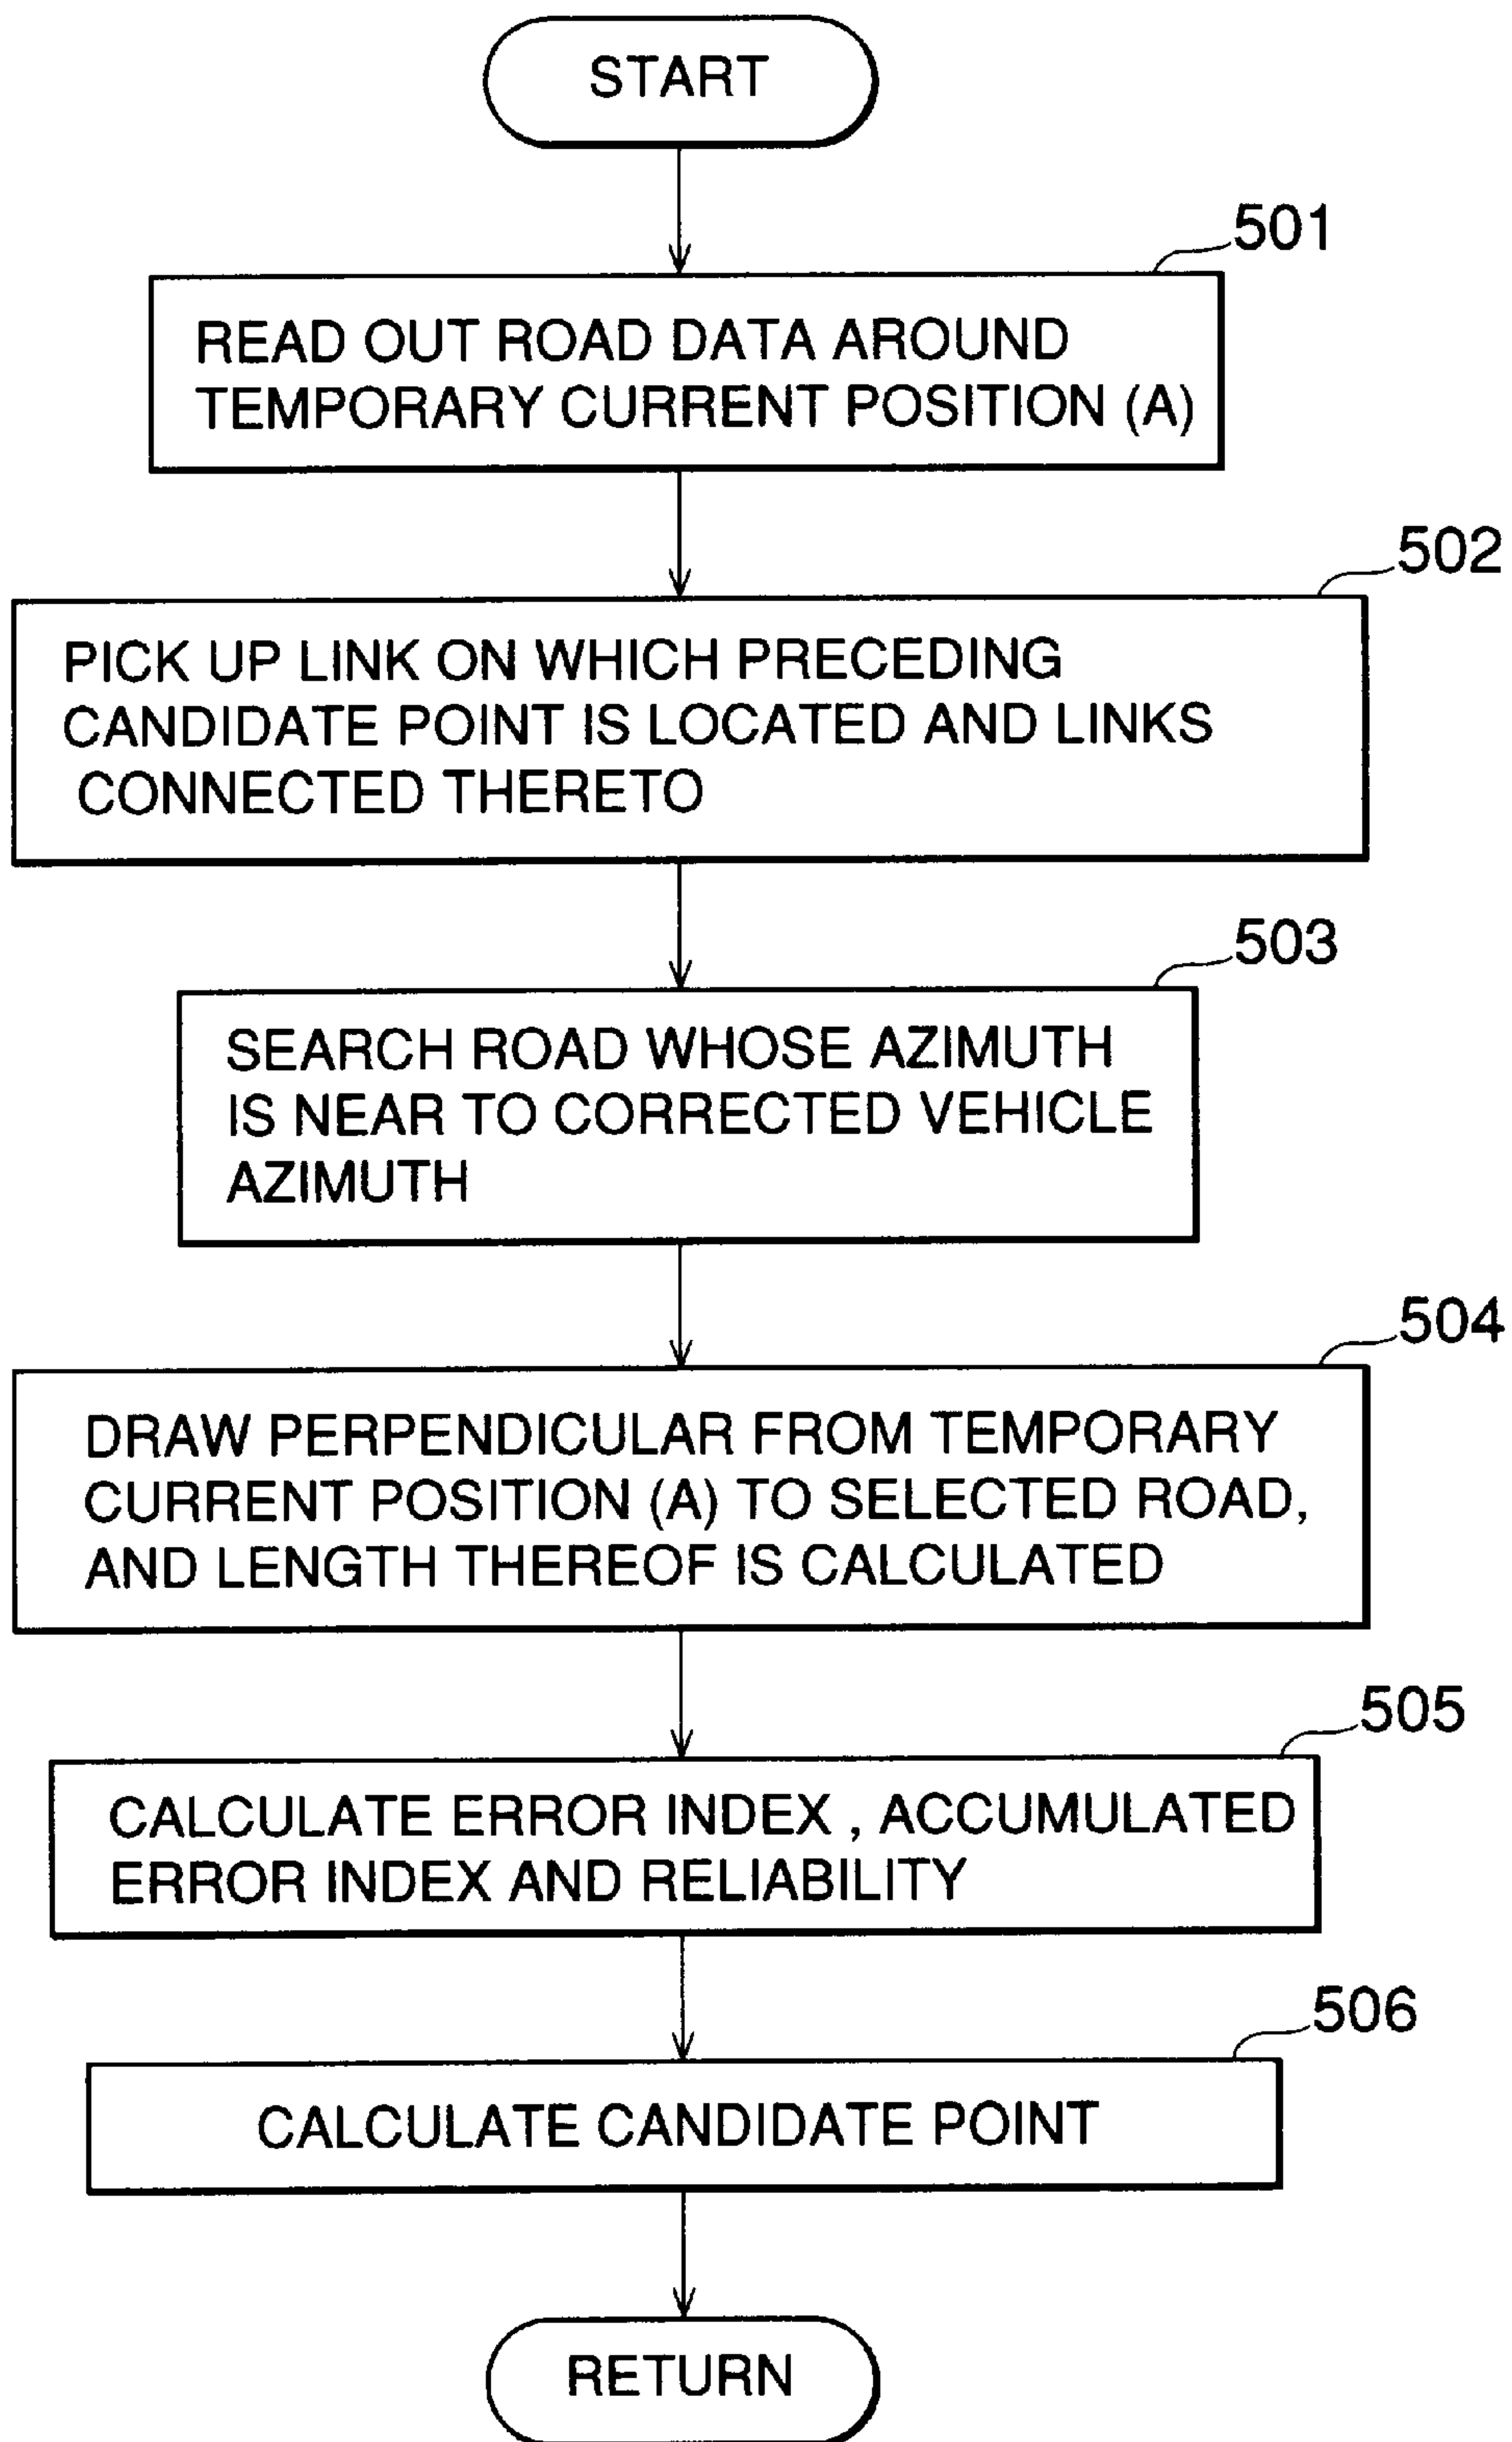 START
501
READ OUT ROAD DATA AROUND
TEMPORARY CURRENT POSITION (A)
502
PICK UP LINK ON WHICH PRECEDING
CANDIDATE POINT IS LOCATED AND LINKS
CONNECTED THERETO
503
SEARCH ROAD WHOSE AZIMUTH
IS NEAR TO CORRECTED VEHICLE
AZIMUTH
504
DRAW PERPENDICULAR FROM TEMPORARY
CURRENT POSITION (A) TO SELECTED ROAD,
AND LENGTH THEREOF IS CALCULATED
505
CALCULATE ERROR INDEX , ACCUMULATED
ERROR INDEX AND RELIABILITY
506
CALCULATE CANDIDATE POINT
RETURN